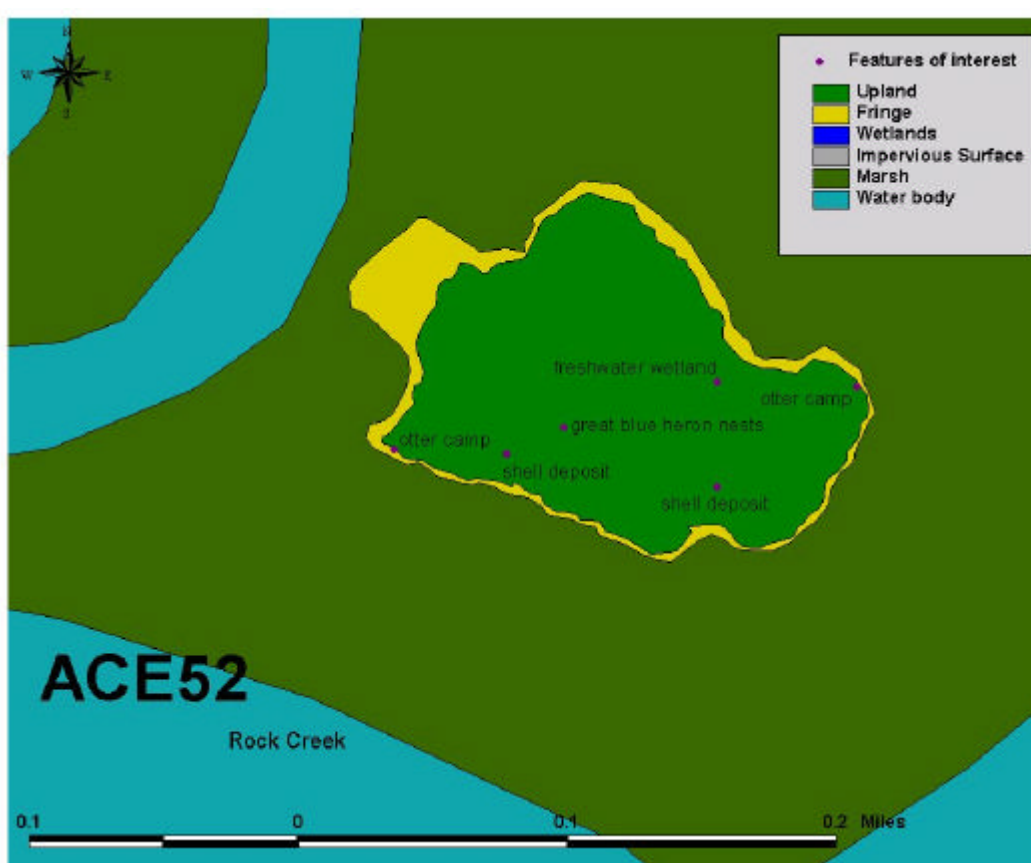 N
W E
S
Features of interest
Upland
Fringe
Wetlands
Impervious Surface
Marsh
Water body
freshwater wetland
otter camp
great blue heron nests
otter camp
shell deposit
shell deposit
ACE52
Rock Creek
0.1 0 0.1 0.2 Miles